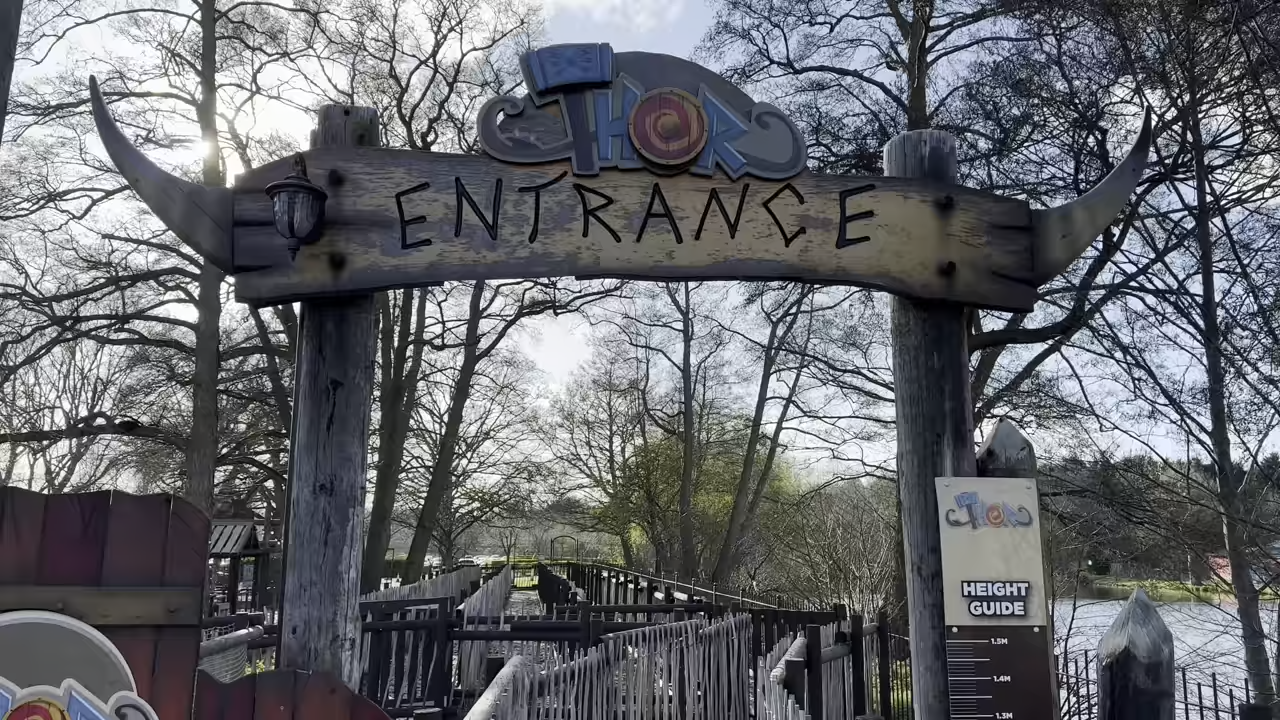 THOR
ENTRANCE
THOR
HEIGHT
GUIDE
1.5M
1.4M
1.3M